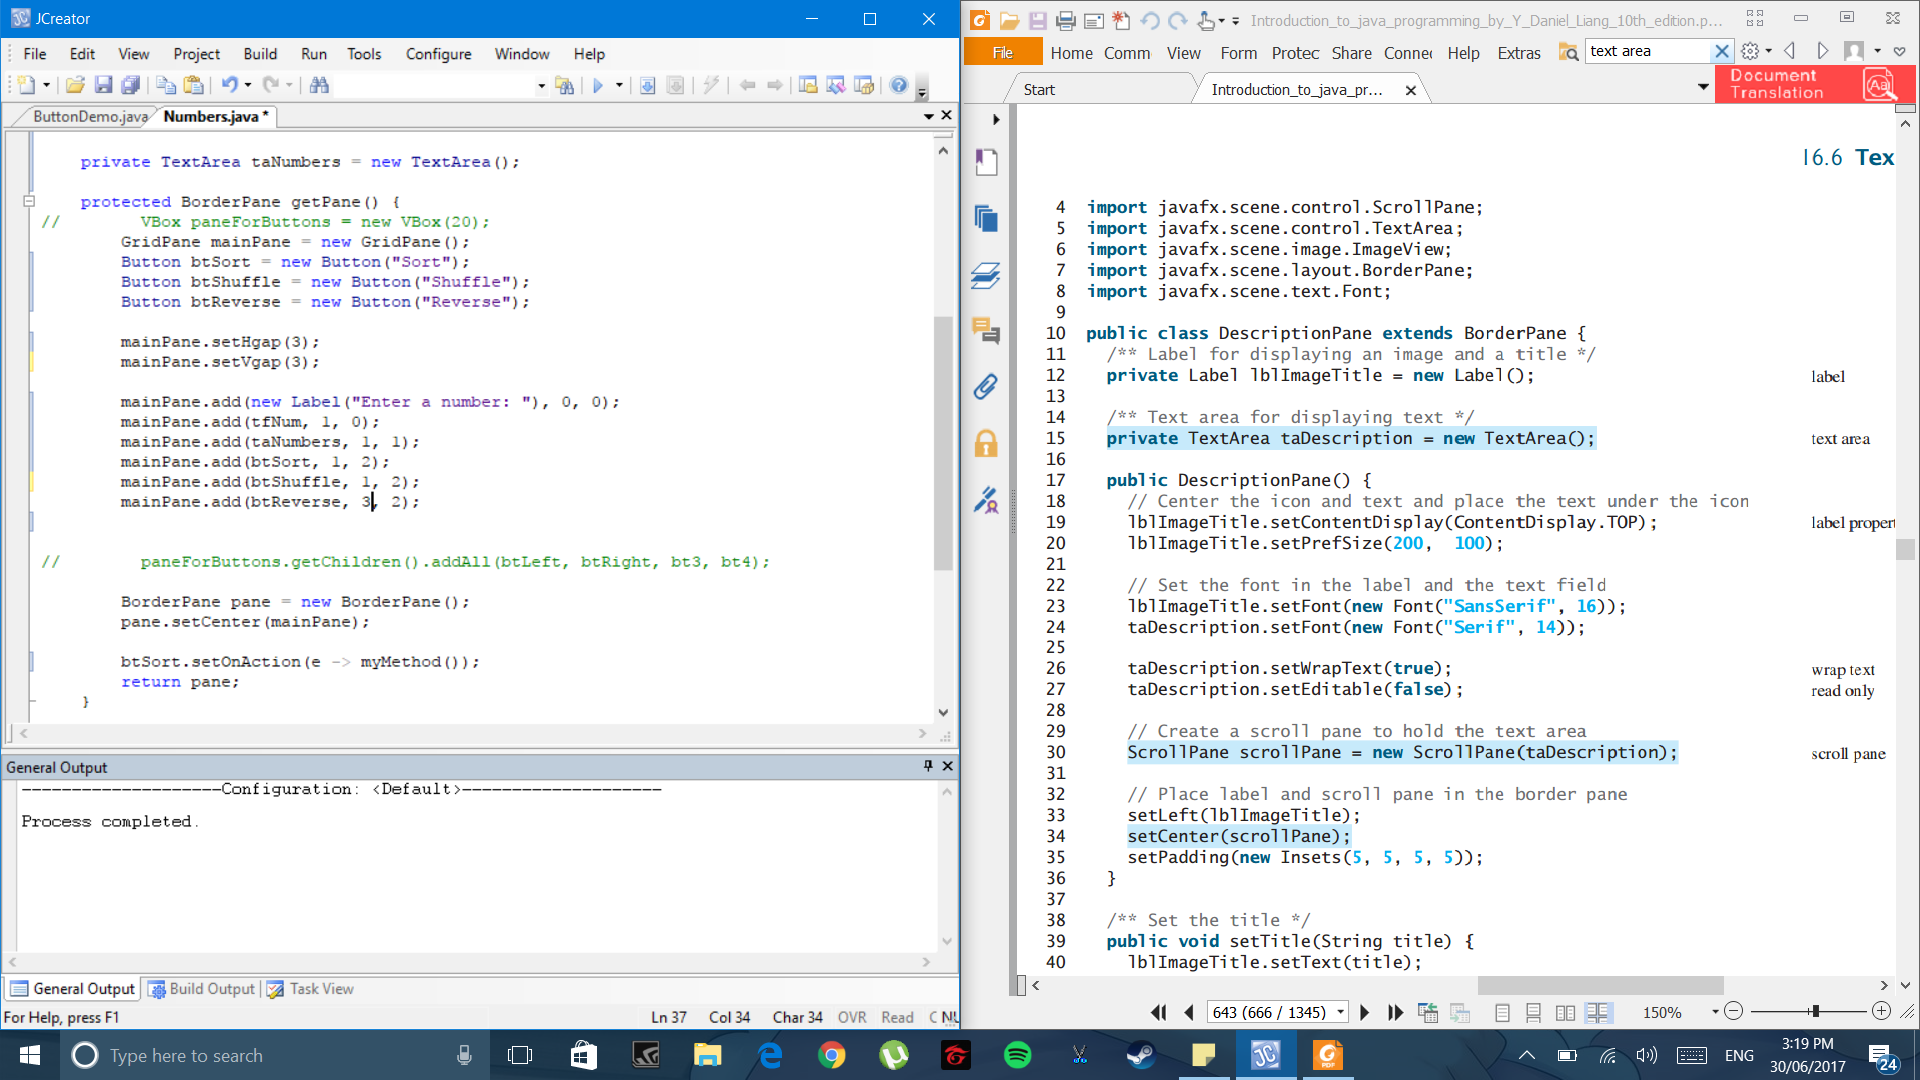 JCreator
File Edit View Project Build Run Tools Configure Window Help
ButtonDemo.java Numbers.java *
private TextArea taNumbers = new TextArea();
protected BorderPane getPane() {
// VBox paneForButtons = new VBox(20);
GridPane mainPane = new GridPane();
Button btSort = new Button("Sort");
Button btShuffle = new Button("Shuffle");
Button btReverse = new Button("Reverse");
mainPane.setHgap(3);
mainPane.setVgap(3);
mainPane.add(new Label("Enter a number: "), 0, 0);
mainPane.add(tfNum, 1, 0);
mainPane.add(taNumbers, 1, 1);
mainPane.add(btSort, 1, 2);
mainPane.add(btShuffle, 1, 2);
mainPane.add(btReverse, 3, 2);
// paneForButtons.getChildren().addAll(btLeft, btRight, bt3, bt4);
BorderPane pane = new BorderPane();
pane.setCenter(mainPane);
btSort.setOnAction(e -> myMethod());
return pane;
}
General Output
--------------------Configuration: <Default>--------------------
Process completed.
General Output Build Output Task View
For Help, press F1 Ln 37 Col 34 Char 34 OVR Read
Introduction_to_java_programming_by_Y_Daniel_Liang_10th_edition.p...
File Home Comm View Form Protec Share Connec Help Extras text area
Start Introduction_to_java_pr...
Document
Translation
16.6 Tex
4 import javafx.scene.control.ScrollPane;
5 import javafx.scene.control.TextArea;
6 import javafx.scene.image.ImageView;
7 import javafx.scene.layout.BorderPane;
8 import javafx.scene.text.Font;
9
10 public class DescriptionPane extends BorderPane {
11 /** Label for displaying an image and a title */
12 private Label lblImageTitle = new Label(); label
13
14 /** Text area for displaying text */
15 private TextArea taDescription = new TextArea(); text area
16
17 public DescriptionPane() {
18 // Center the icon and text and place the text under the icon
19 lblImageTitle.setContentDisplay(ContentDisplay.TOP); label propert
20 lblImageTitle.setPrefSize(200, 100);
21
22 // Set the font in the label and the text field
23 lblImageTitle.setFont(new Font("SansSerif", 16));
24 taDescription.setFont(new Font("Serif", 14));
25
26 taDescription.setWrapText(true); wrap text
27 taDescription.setEditable(false); read only
28
29 // Create a scroll pane to hold the text area
30 ScrollPane scrollPane = new ScrollPane(taDescription); scroll pane
31
32 // Place label and scroll pane in the border pane
33 setLeft(lblImageTitle);
34 setCenter(scrollPane);
35 setPadding(new Insets(5, 5, 5, 5));
36 }
37
38 /** Set the title */
39 public void setTitle(String title) {
40 lblImageTitle.setText(title);
643 (666 / 1345) 150%
Type here to search
ENG
3:19 PM
30/06/2017
24